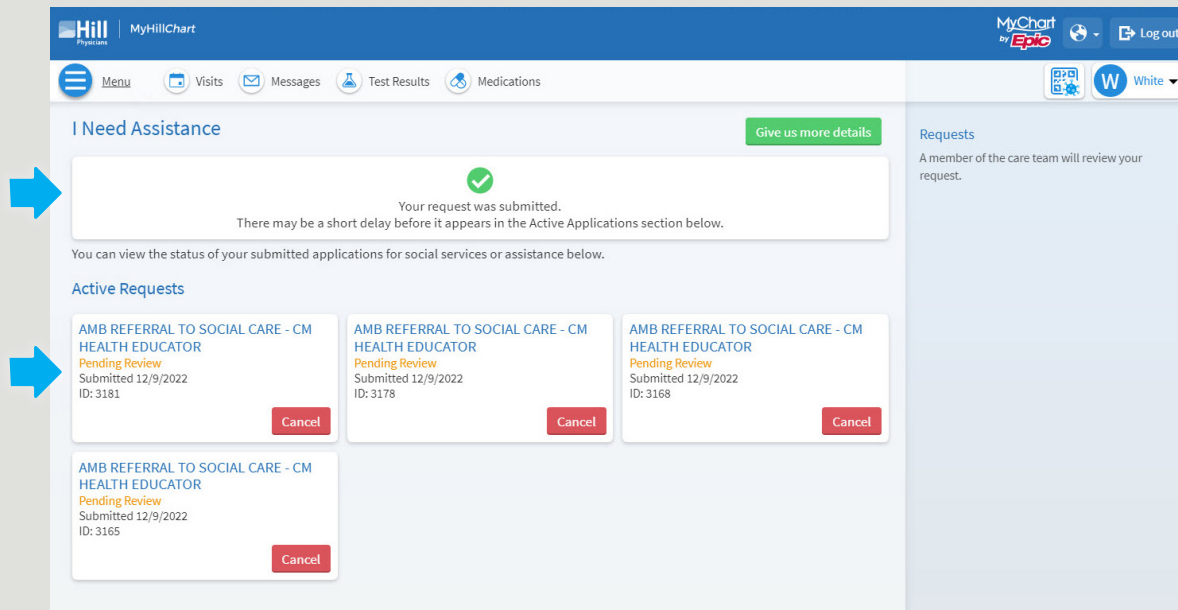 Hill
Physicians
MyHillChart
MyChart
by Epic
Log out
Menu
Visits
Messages
Test Results
Medications
W
White
I Need Assistance
Give us more details
Your request was submitted.
There may be a short delay before it appears in the Active Applications section below.
You can view the status of your submitted applications for social services or assistance below.
Active Requests
AMB REFERRAL TO SOCIAL CARE - CM
HEALTH EDUCATOR
Pending Review
Submitted 12/9/2022
ID: 3181
Cancel
AMB REFERRAL TO SOCIAL CARE - CM
HEALTH EDUCATOR
Pending Review
Submitted 12/9/2022
ID: 3178
Cancel
AMB REFERRAL TO SOCIAL CARE - CM
HEALTH EDUCATOR
Pending Review
Submitted 12/9/2022
ID: 3168
Cancel
AMB REFERRAL TO SOCIAL CARE - CM
HEALTH EDUCATOR
Pending Review
Submitted 12/9/2022
ID: 3165
Cancel
Requests
A member of the care team will review your
request.